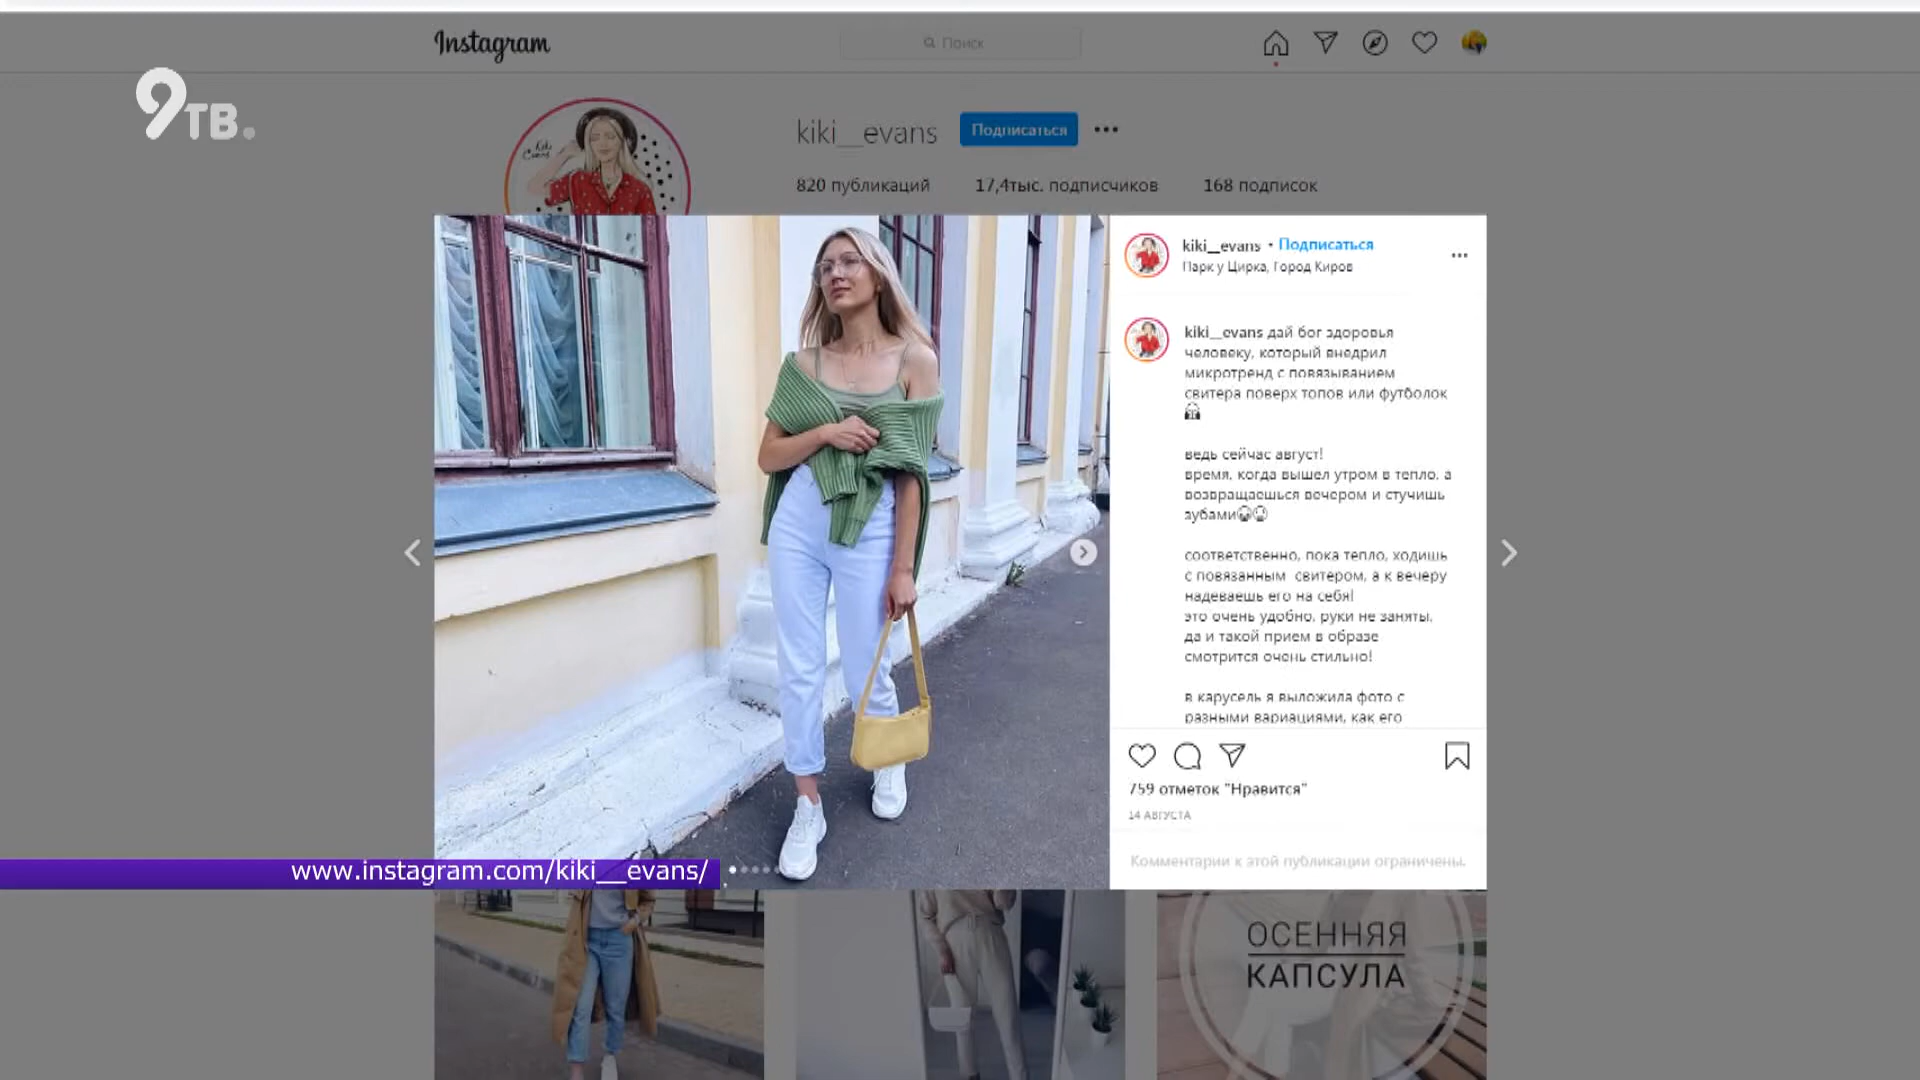 Instagram
Поиск
9ТВ.
kiki__evans Подписаться
820 публикаций 17,4тыс. подписчиков 168 подписок
Kiki
Evans
kiki__evans • Подписаться
Парк у Цирка, Город Киров
kiki__evans дай бог здоровья
человеку, который внедрил
микротренд с повязыванием
свитера поверх топов или футболок
ведь сейчас август!
время, когда вышел утром в тепло, а
возвращаешься вечером и стучишь
зубами
соответственно, пока тепло, ходишь
с повязанным свитером, а к вечеру
надеваешь его на себя!
это очень удобно, руки не заняты,
да и такой прием в образе
смотрится очень стильно!
в карусель я выложила фото с
разными вариациями, как его
759 отметок "Нравится"
14 АВГУСТА
Комментарии к этой публикации ограничены.
www.instagram.com/kiki__evans/
ОСЕННЯЯ
КАПСУЛА